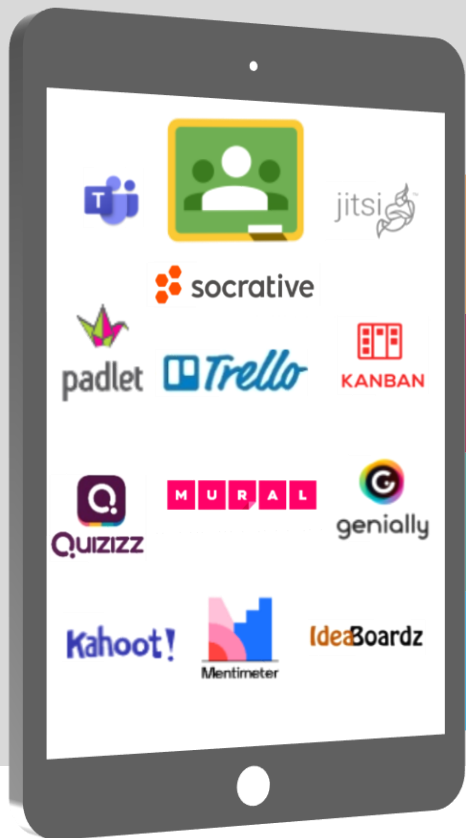 T
jitsi
socrative
padlet
Trello
KANBAN
Q
QUIZIZZ
MURAL
G
genially
Kahoot!
Mentimeter
IdeaBoardz